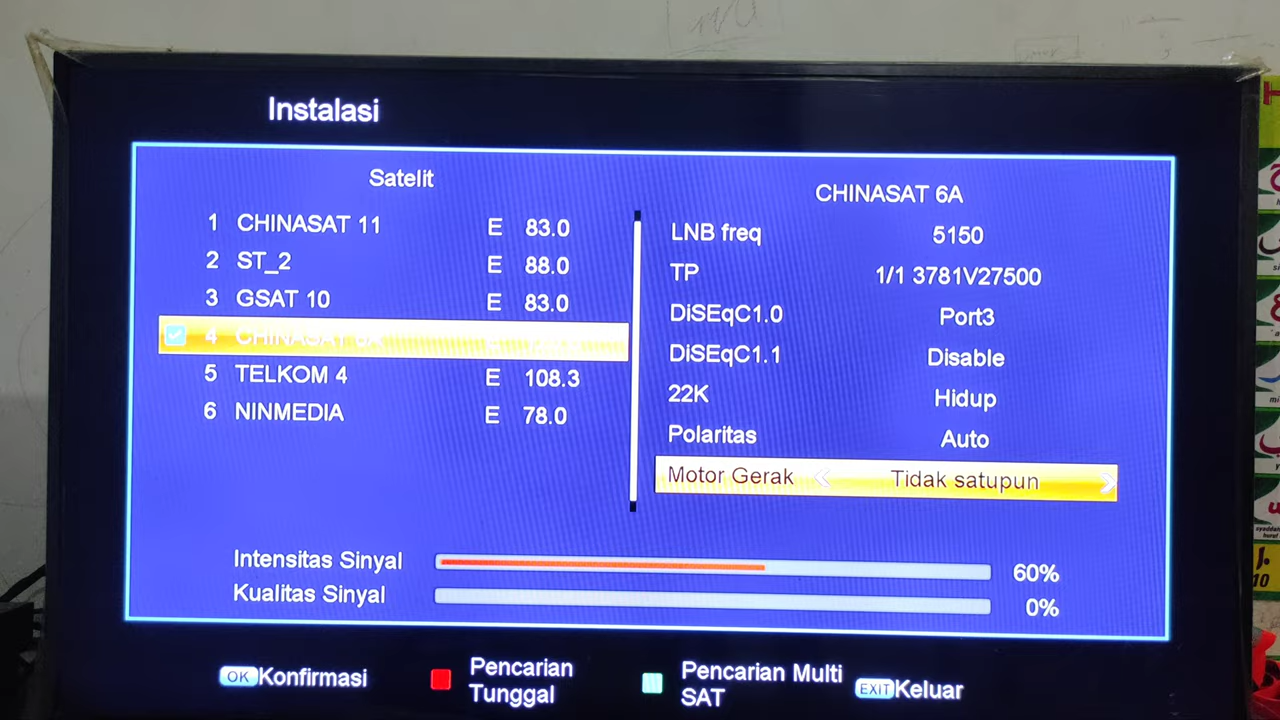 Instalasi
Satelit
1 CHINASAT 11 E 83.0
2 ST_2 E 88.0
3 GSAT 10 E 83.0
4 CHINASAT 6A E
5 TELKOM 4 E 108.3
6 NINMEDIA E 78.0
CHINASAT 6A
LNB freq 5150
TP 1/1 3781V27500
DiSEqC1.0 Port3
DiSEqC1.1 Disable
22K Hidup
Polaritas Auto
Motor Gerak Tidak satupun
Intensitas Sinyal 60%
Kualitas Sinyal 0%
OK Konfirmasi
Pencarian
Tunggal
Pencarian Multi
SAT
EXIT Keluar